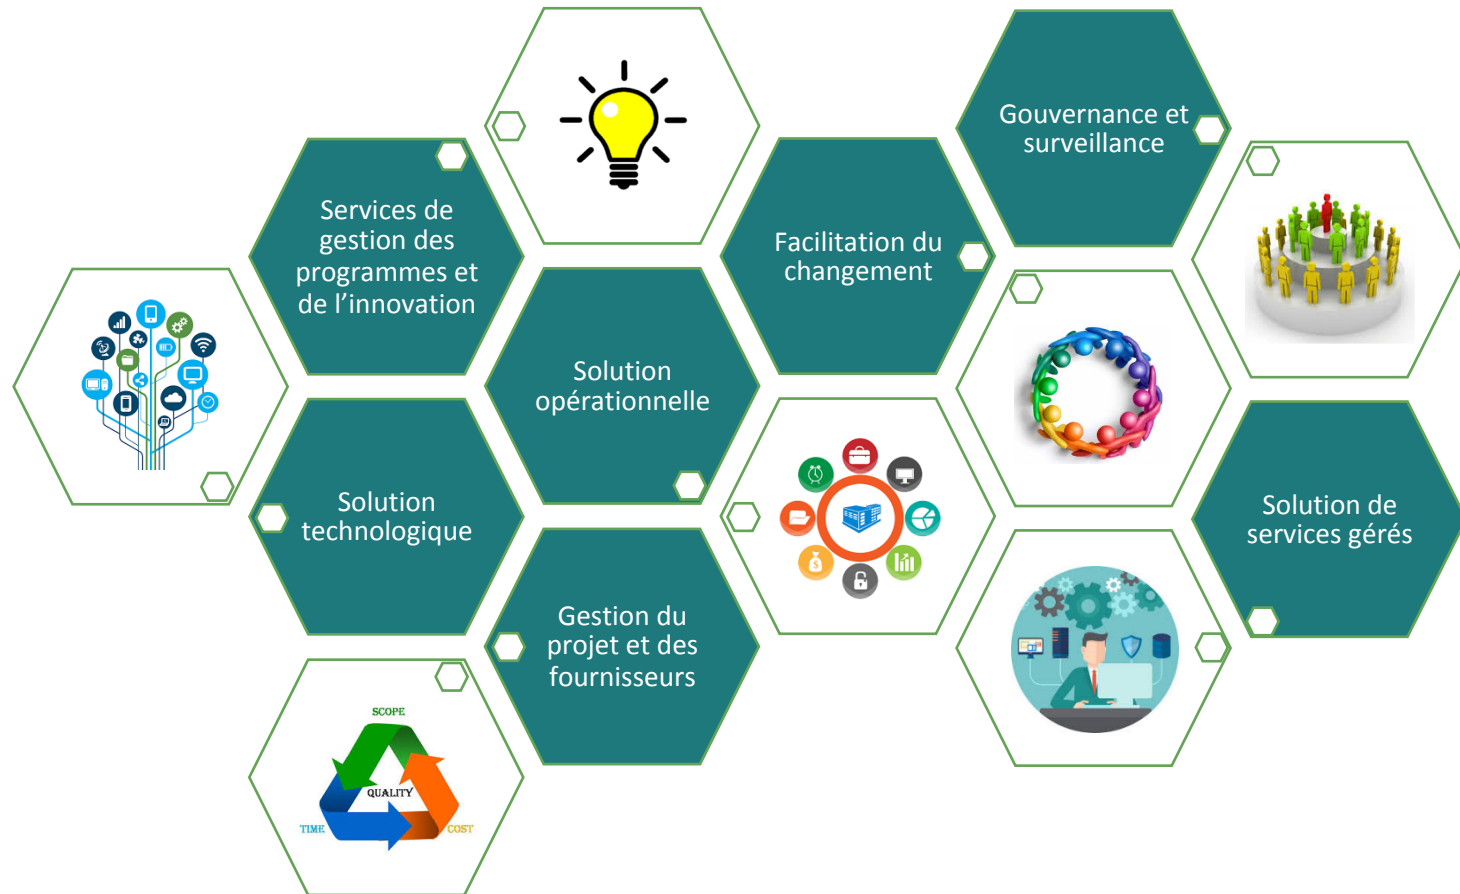 Gouvernance et
surveillance
Services de
gestion des
programmes et
de l’innovation
Facilitation du
changement
Solution
opérationnelle
Solution
technologique
Solution de
services gérés
Gestion du
projet et des
fournisseurs
SCOPE
QUALITY
TIME
COST